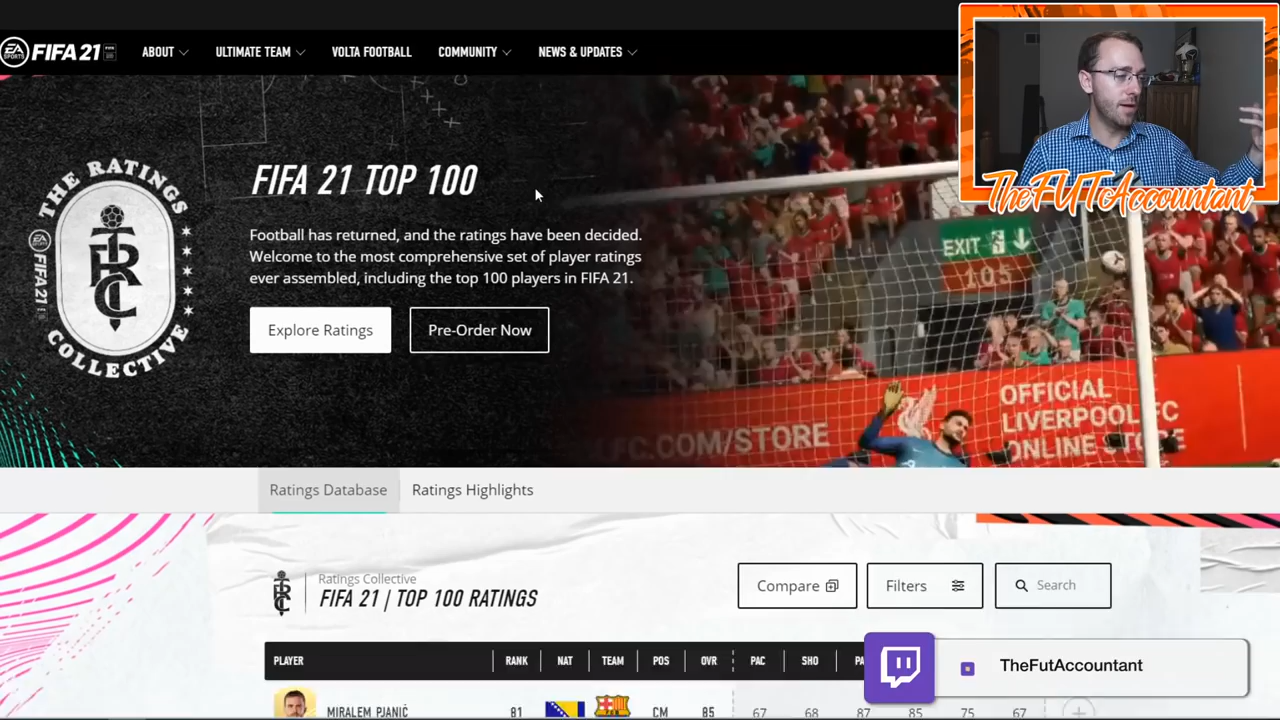 EA SPORTS FIFA 21
ABOUT
ULTIMATE TEAM
VOLTA FOOTBALL
COMMUNITY
NEWS & UPDATES
TheFUTAccountant
THE RATINGS
COLLECTIVE
FIFA 21
FIFA 21 TOP 100
Football has returned, and the ratings have been decided.
Welcome to the most comprehensive set of player ratings
ever assembled, including the top 100 players in FIFA 21.
Explore Ratings
Pre-Order Now
EXIT
105
OFFICIAL
LIVERPOOL FC
ONLINE STORE
FC.COM/STORE
Ratings Database
Ratings Highlights
Ratings Collective
FIFA 21 | TOP 100 RATINGS
Compare
Filters
Search
PLAYER RANK NAT TEAM POS OVR PAC SHO PA
MIRALEM PJANIĆ 81 CM 85 67 68 87 85 75 67
TheFutAccountant